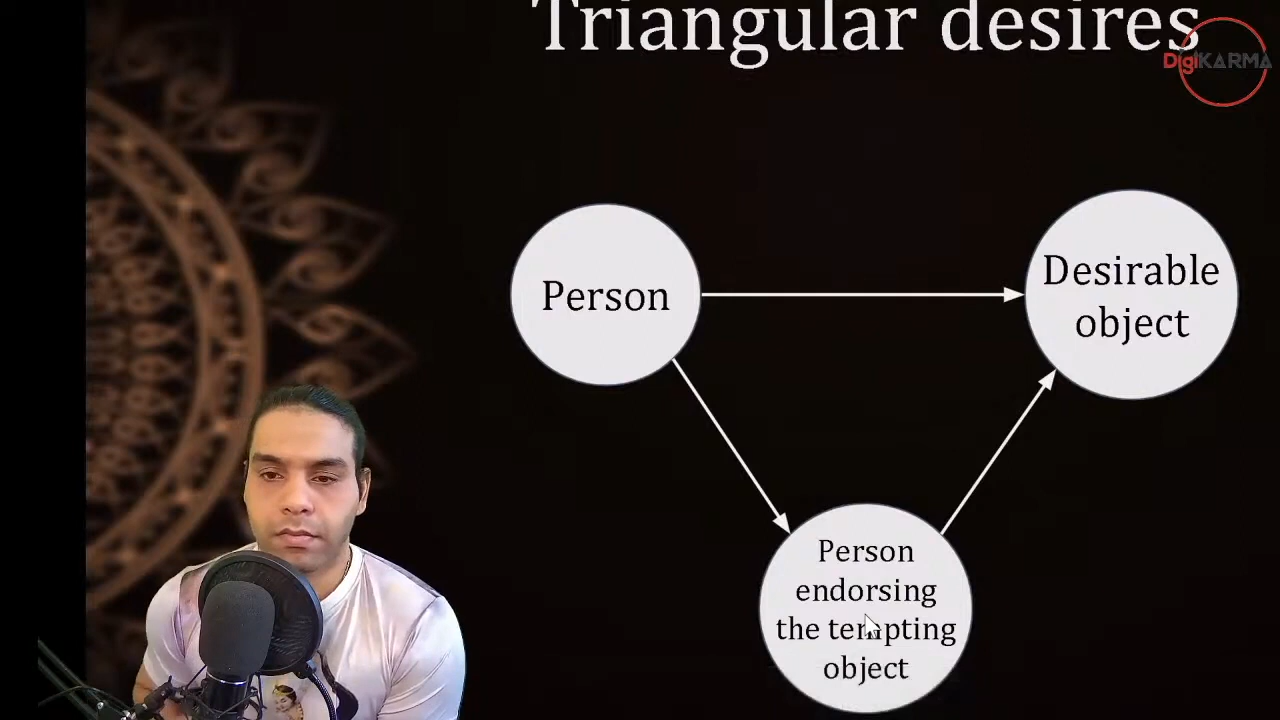 Triangular desires
DigiKARMA
Person
Desirable
object
Person
endorsing
the tempting
object